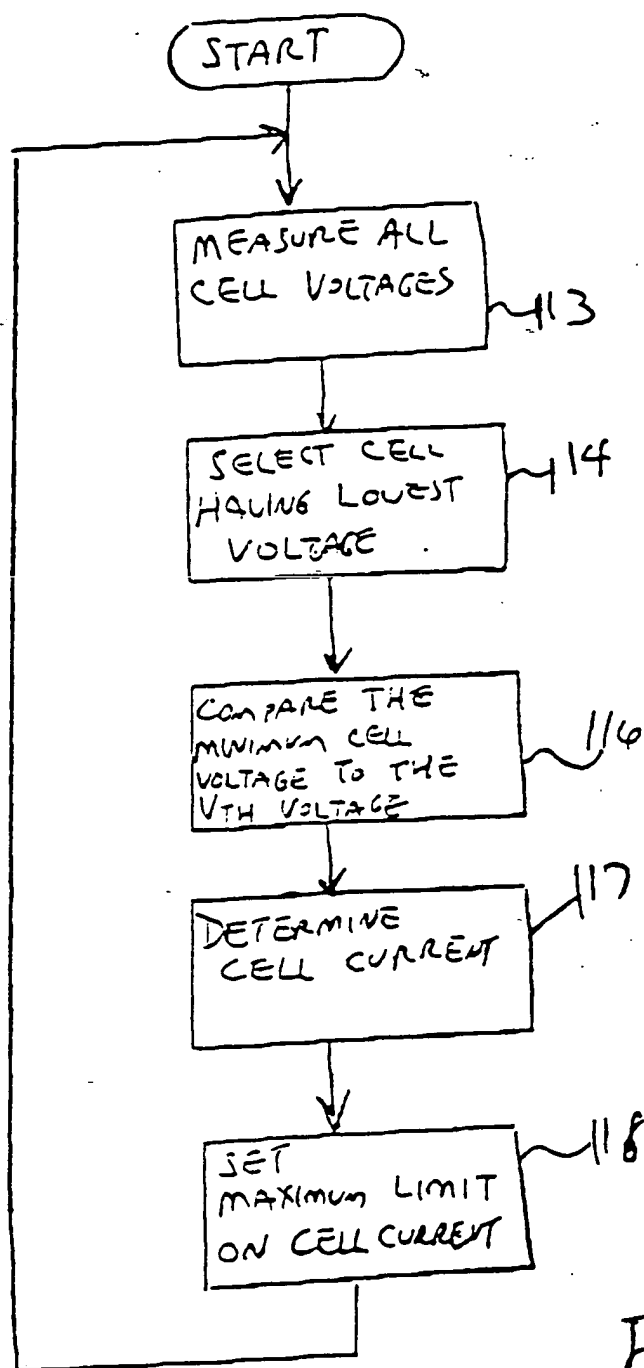 START
MEASURE ALL
CELL VOLTAGES
113
SELECT CELL
HAVING LOWEST
VOLTAGE
114
COMPARE THE
MINIMUM CELL
VOLTAGE TO THE
VTH VOLTAGE
116
DETERMINE
CELL CURRENT
117
SET
MAXIMUM LIMIT
ON CELL CURRENT
118